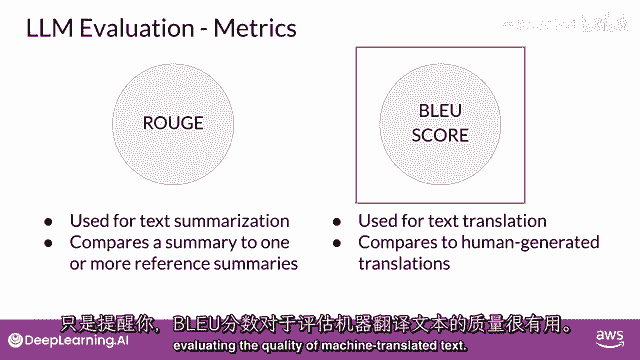 LLM Evaluation - Metrics
ROUGE
BLEU
SCORE
● Used for text summarization
● Compares a summary to one
or more reference summaries
● Used for text translation
● Compares to human-generated
translations
只是提醒你，BLEU分数对于评估机器翻译文本的质量很有用。
evaluating the quality of machine-translated text.
DeepLearning.AI
aws